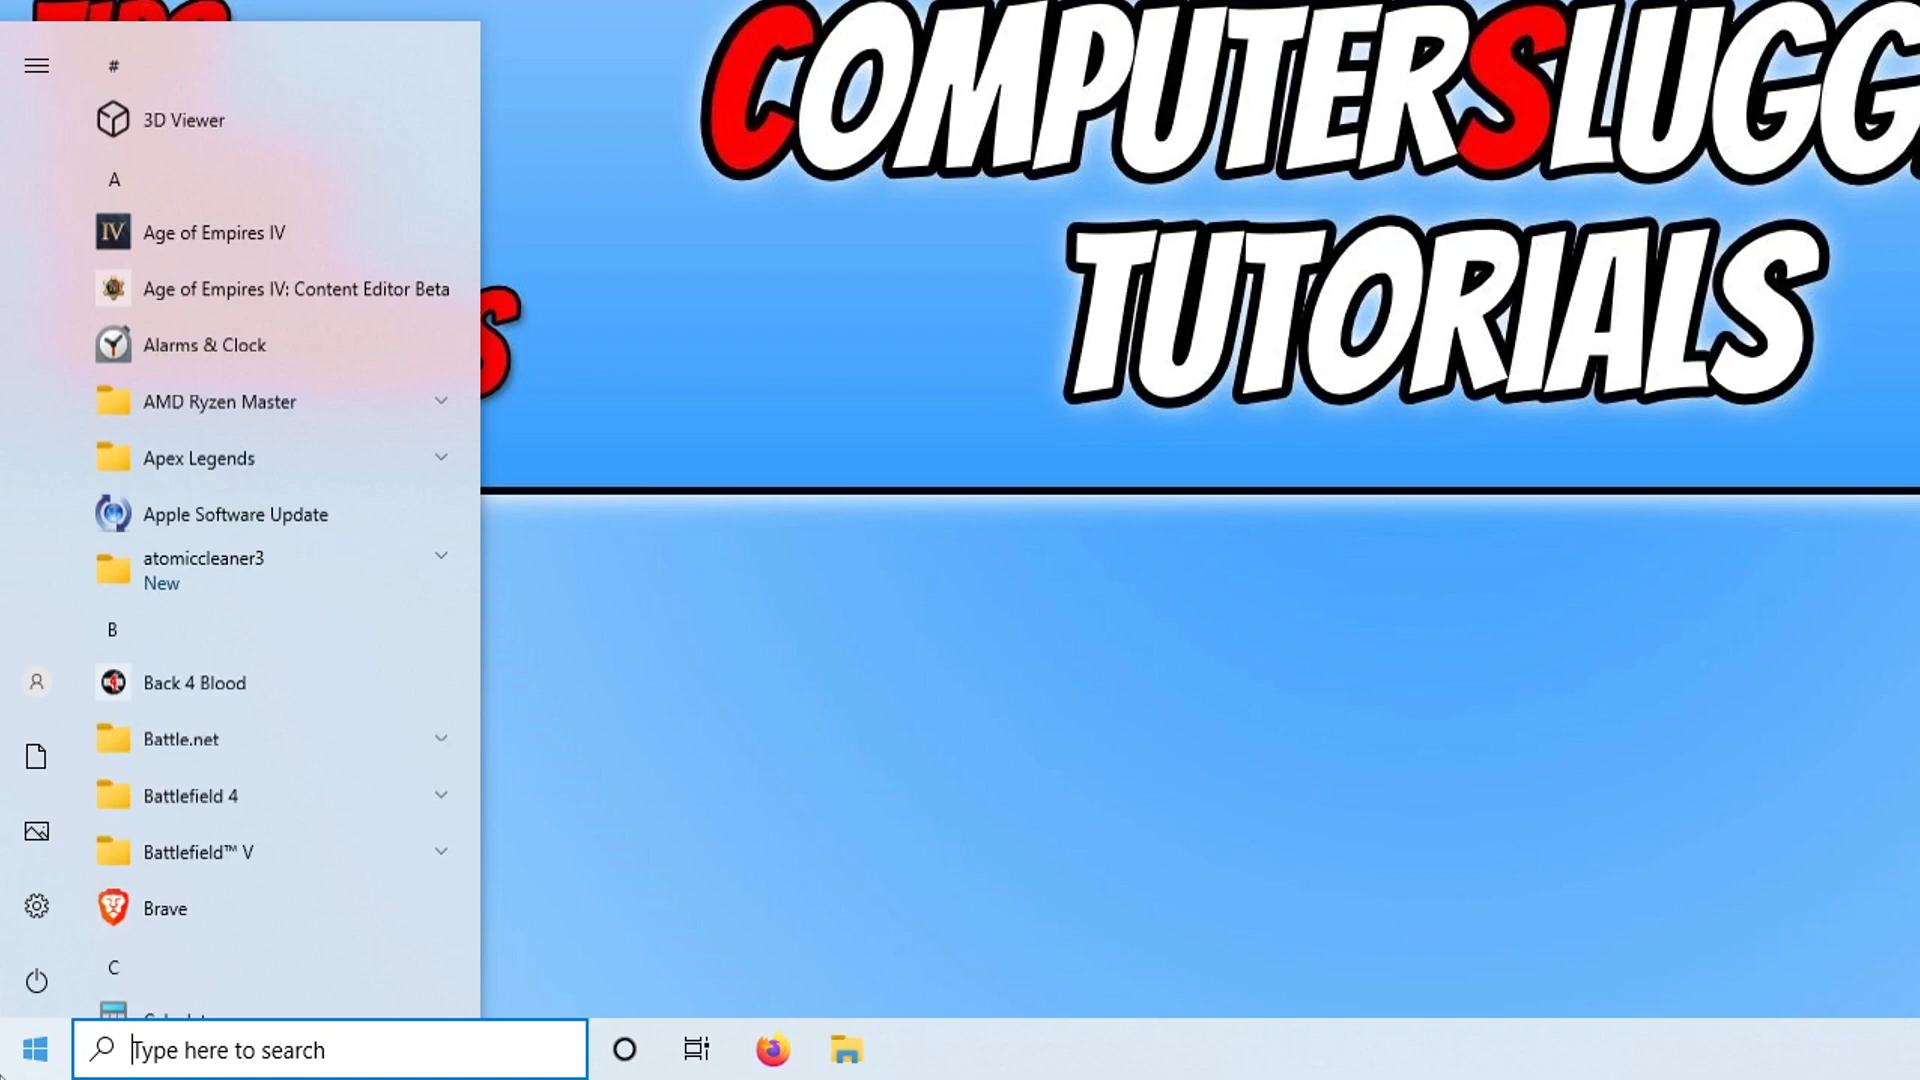 TIPS
COMPUTERSLUGG
TUTORIALS
S
#
3D Viewer
A
IV
Age of Empires IV
Age of Empires IV: Content Editor Beta
Alarms & Clock
AMD Ryzen Master
Apex Legends
Apple Software Update
atomiccleaner3
New
B
Back 4 Blood
Battle.net
Battlefield 4
Battlefield™ V
Brave
C
Type here to search